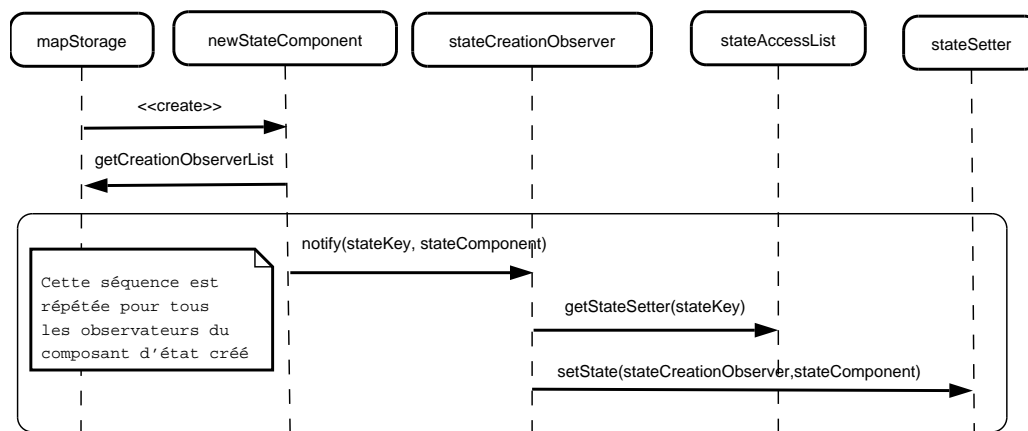 mapStorage
newStateComponent
stateCreationObserver
stateAccessList
stateSetter
<<create>>
getCreationObserverList
notify(stateKey, stateComponent)
Cette séquence est
répétée pour tous
les observateurs du
composant d'état créé
getStateSetter(stateKey)
setState(stateCreationObserver,stateComponent)